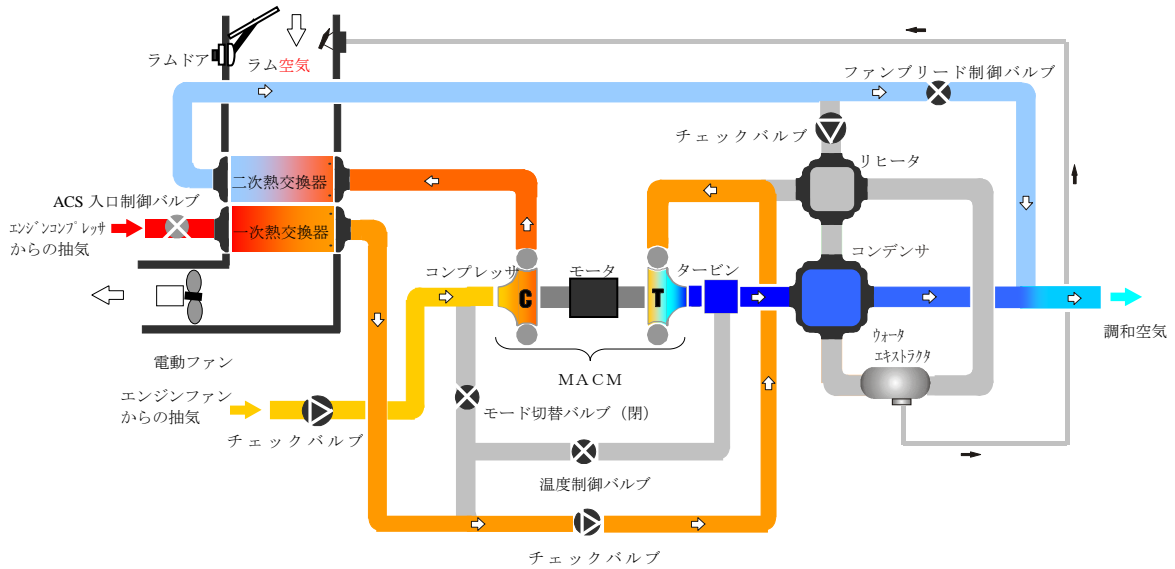 ラムドア
ラム空気
ファンブリード制御バルブ
チェックバルブ
リヒータ
二次熱交換器
ACS 入口制御バルブ
エンジンコンプレッサ
からの抽気
一次熱交換器
コンプレッサ
モータ
タービン
コンデンサ
C
T
調和空気
ウォータ
エキストラクタ
電動ファン
MACM
エンジンファン
からの抽気
チェックバルブ
モード切替バルブ（閉）
温度制御バルブ
チェックバルブ